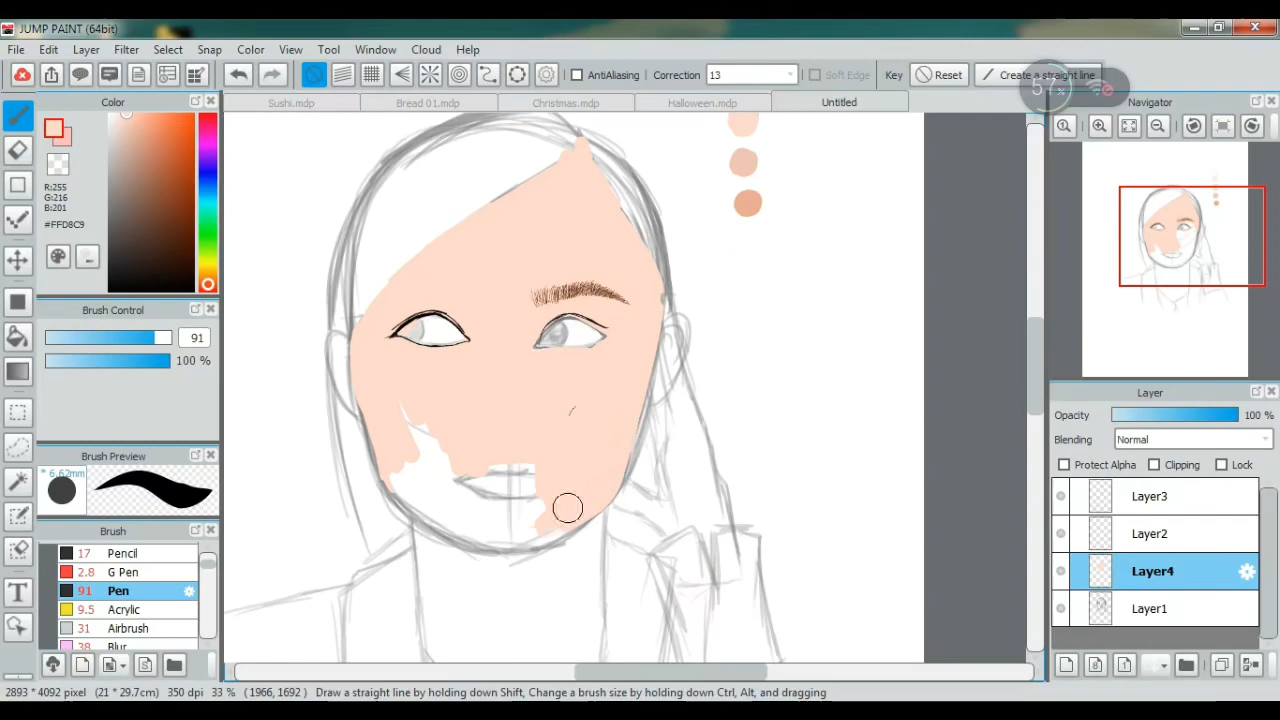 JUMP PAINT (64bit)
File Edit Layer Filter Select Snap Color View Tool Window Cloud Help
AntiAliasing Correction 13 Soft Edge Key Reset Create a straight line
57%
Color
Sushi.mdp Bread 01.mdp Christmas.mdp Halloween.mdp Untitled
Navigator
R:255
G:216
B:201
#FFD8C9
Brush Control
91
100 %
Brush Preview
* 6.62mm
Brush
17 Pencil
2.8 G Pen
91 Pen
9.5 Acrylic
31 Airbrush
38 Blur
Layer
Opacity 100 %
Blending Normal
Protect Alpha Clipping Lock
Layer3
Layer2
Layer4
Layer1
2893 * 4092 pixel (21 * 29.7cm) 350 dpi 33 % (1966,1692) Draw a straight line by holding down Shift, Change a brush size by holding down Ctrl, Alt, and dragging